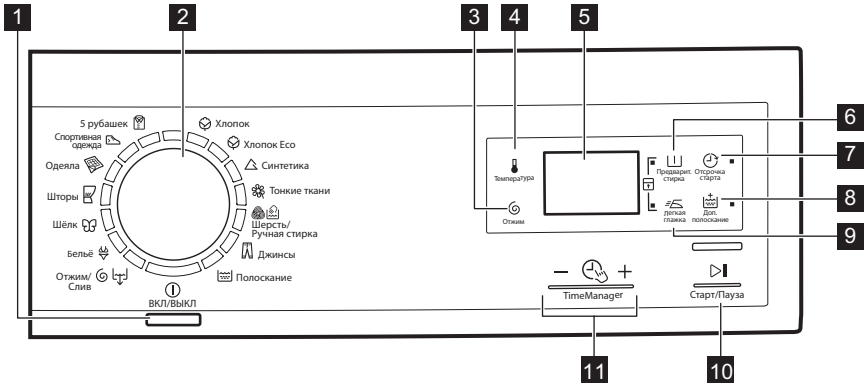 1
2
3
4
5
6
7
8
9
10
11
5 рубашек
Спортивная
одежда
Одеяла
Шторы
Шёлк
Бельё
Отжим/
Слив
ВКЛ/ВЫКЛ
Хлопок
Хлопок Eco
Синтетика
Тонкие ткани
Шерсть/
Ручная стирка
Джинсы
Полоскание
Температура
Отжим
Предварит.
стирка
Отсрочка
старта
легкая
глажка
Доп.
полоскание
− +
TimeManager
Старт/Пауза